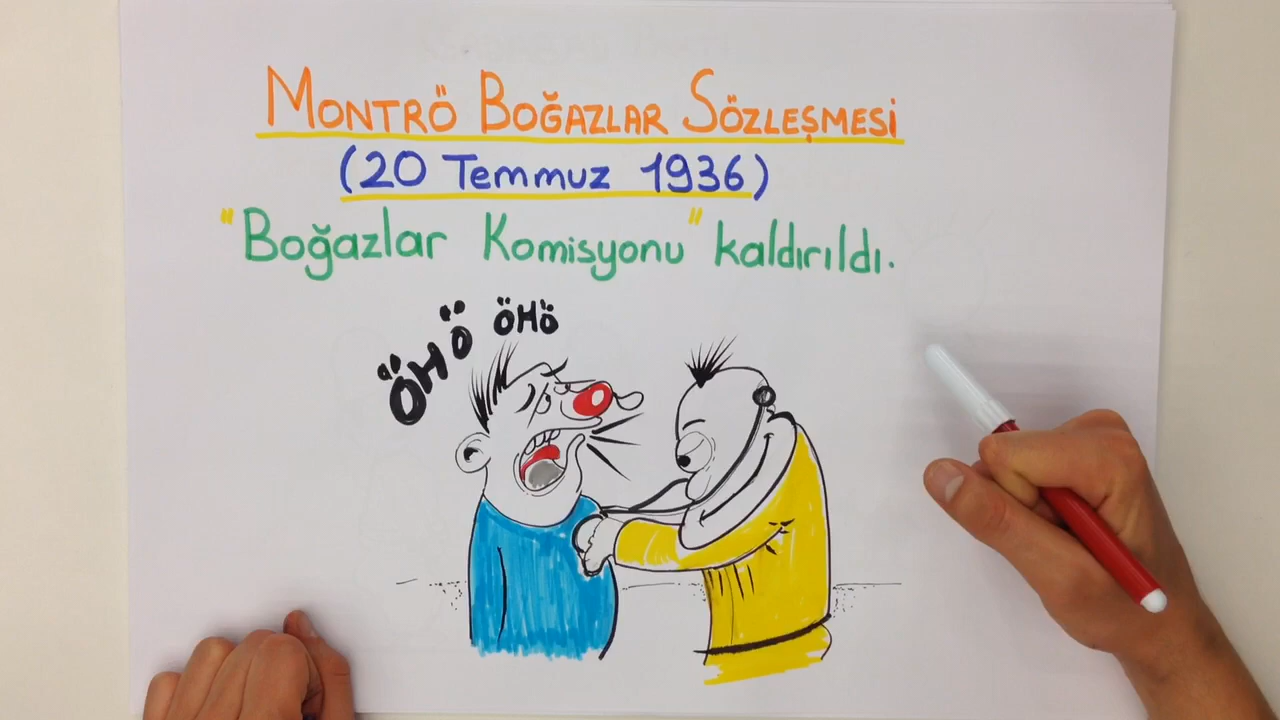 MONTRÖ BOĞAZLAR SÖZLEŞMESİ
(20 Temmuz 1936)
"Boğazlar Komisyonu" kaldırıldı.
ÖHÖ ÖHÖ